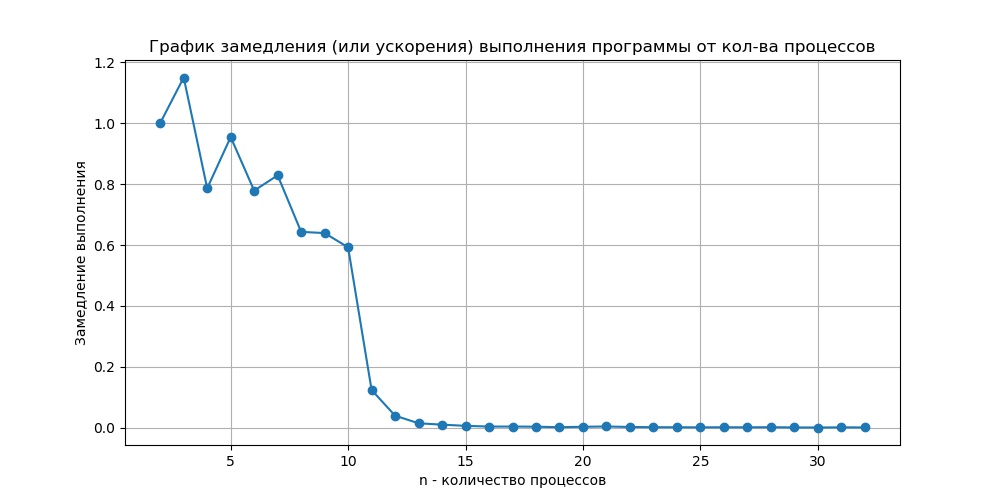 График замедления (или ускорения) выполнения программы от кол-ва процессов
Замедление выполнения
1.2
1.0
0.8
0.6
0.4
0.2
0.0
5 10 15 20 25 30
n - количество процессов